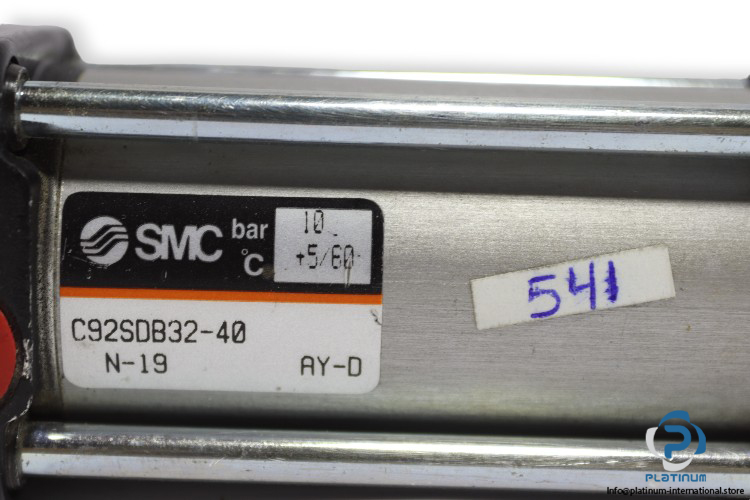 SMC bar 10
°C +5/60
C92SDB32-40
N-19 AY-D
541
PLATINUM
info@platinum-international.store